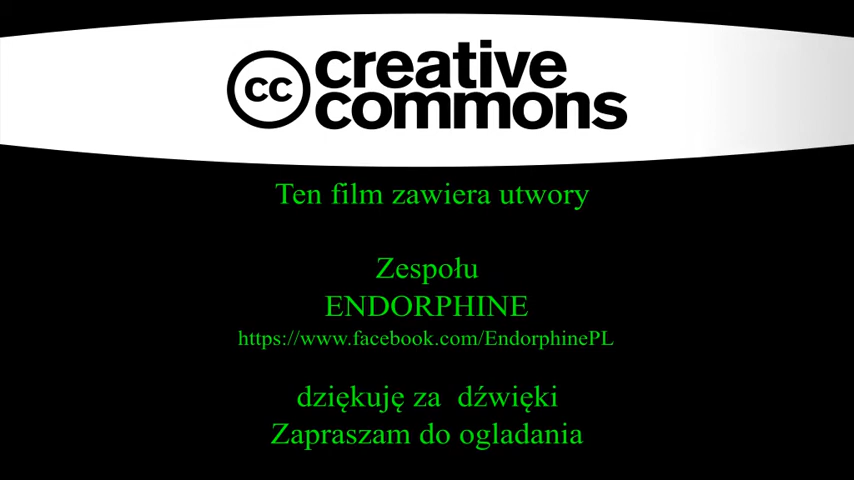 cc creative
commons
Ten film zawiera utwory
Zespołu
ENDORPHINE
https://www.facebook.com/EndorphinePL
dziękuję za  dźwięki
Zapraszam do ogladania